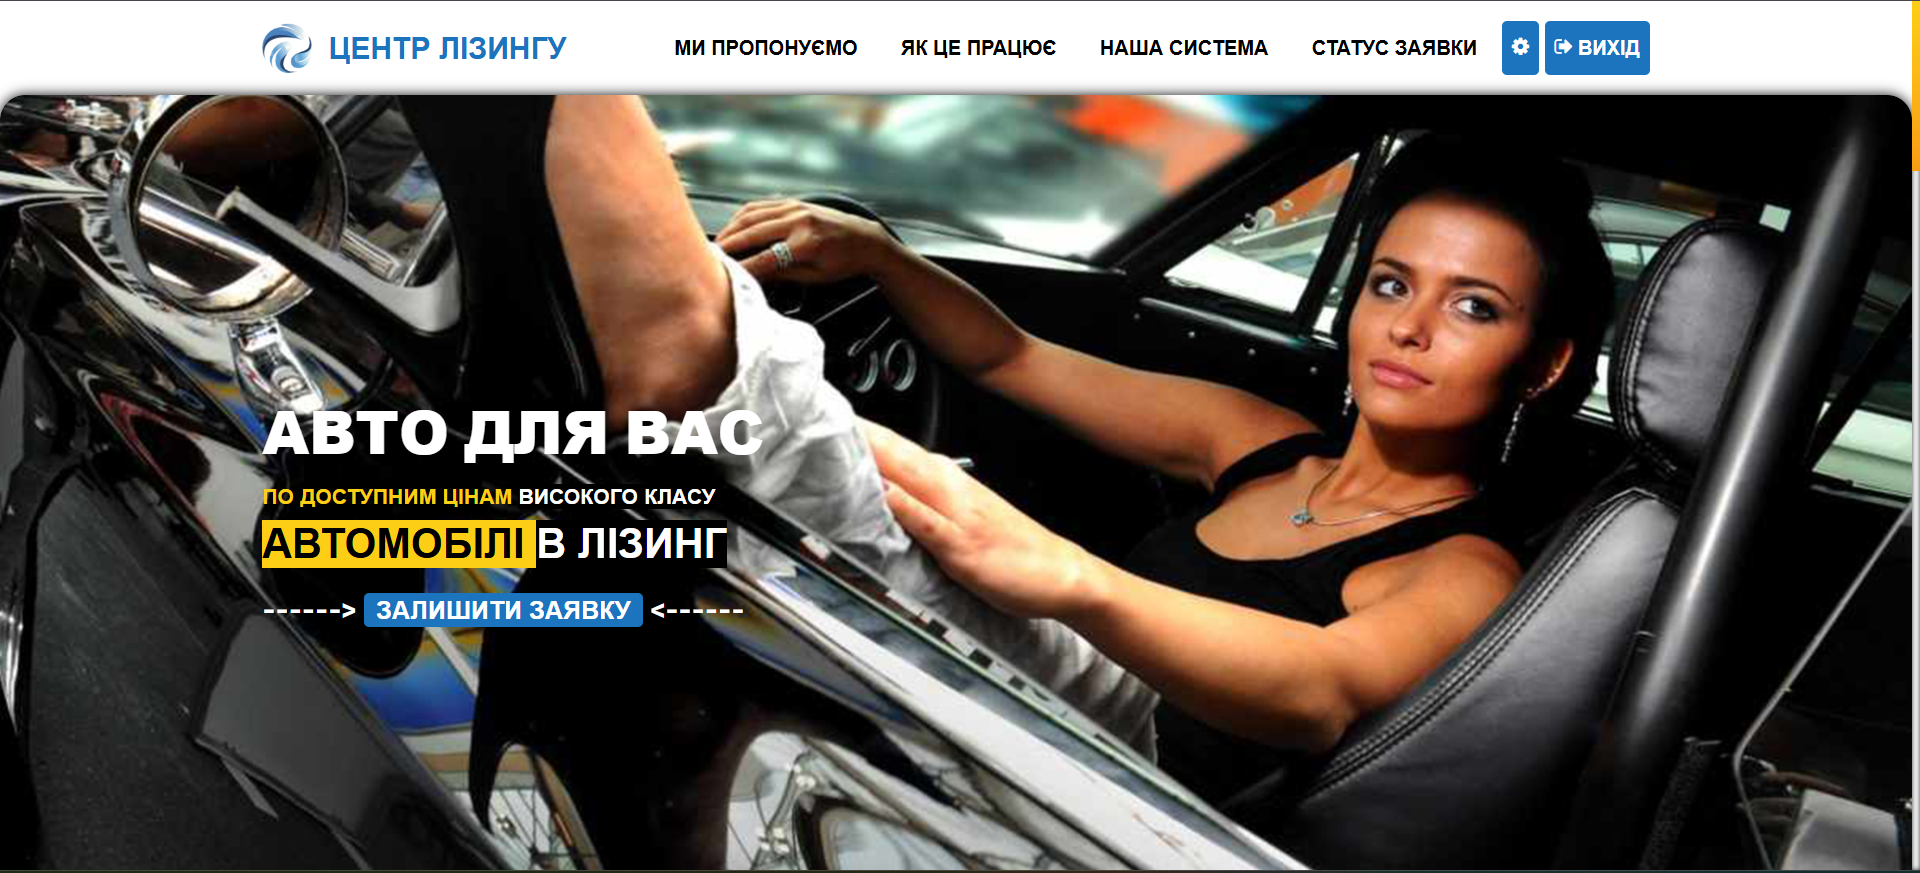 ЦЕНТР ЛІЗИНГУ
МИ ПРОПОНУЄМО
ЯК ЦЕ ПРАЦЮЄ
НАША СИСТЕМА
СТАТУС ЗАЯВКИ
ВИХІД
АВТО ДЛЯ ВАС
ПО ДОСТУПНИМ ЦІНАМ ВИСОКОГО КЛАСУ
АВТОМОБІЛІ В ЛІЗИНГ
------> ЗАЛИШИТИ ЗАЯВКУ <------